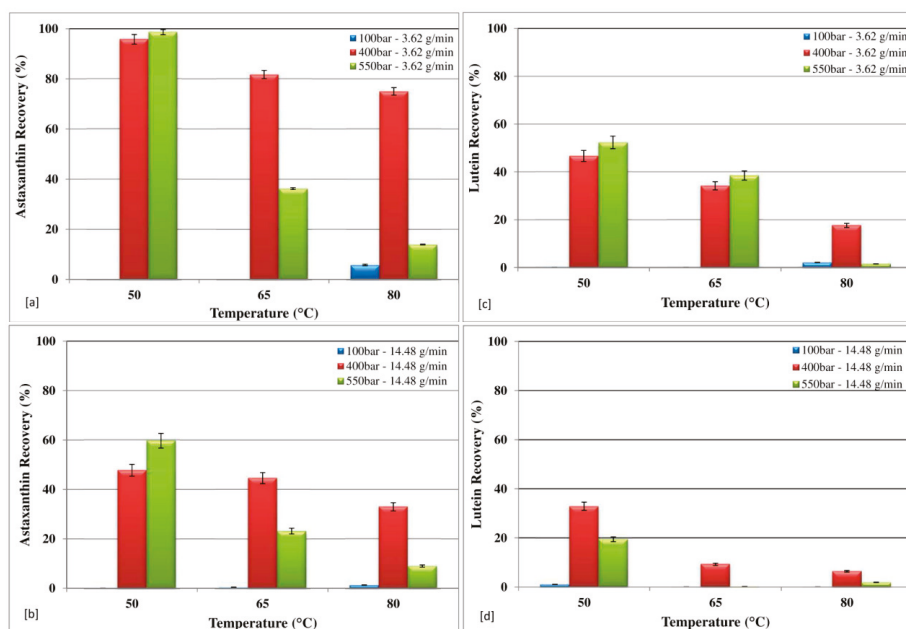 100
80
60
40
20
0
Astaxanthin Recovery (%)
100bar - 3.62 g/min
400bar - 3.62 g/min
550bar - 3.62 g/min
50
65
80
Temperature (°C)
[a]
100
80
60
40
20
0
Lutein Recovery (%)
100bar - 3.62 g/min
400bar - 3.62 g/min
550bar - 3.62 g/min
50
65
80
Temperature (°C)
[c]
100
80
60
40
20
0
Astaxanthin Recovery (%)
100bar - 14.48 g/min
400bar - 14.48 g/min
550bar - 14.48 g/min
50
65
80
Temperature (°C)
[b]
100
80
60
40
20
0
Lutein Recovery (%)
100bar - 14.48 g/min
400bar - 14.48 g/min
550bar - 14.48 g/min
50
65
80
Temperature (°C)
[d]